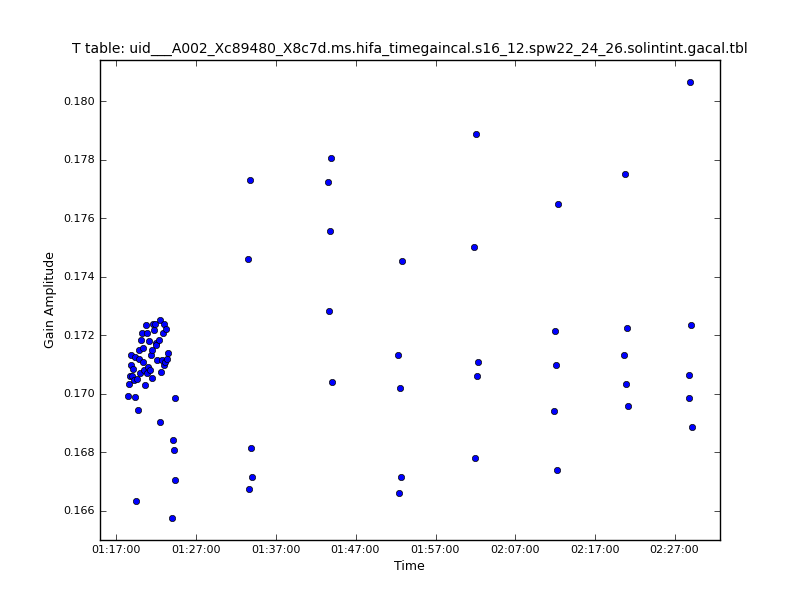 T table: uid___A002_Xc89480_X8c7d.ms.hifa_timegaincal.s16_12.spw22_24_26.solintint.gacal.tbl
Gain Amplitude
0.180
0.178
0.176
0.174
0.172
0.170
0.168
0.166
01:17:00 01:27:00 01:37:00 01:47:00 01:57:00 02:07:00 02:17:00 02:27:00
Time